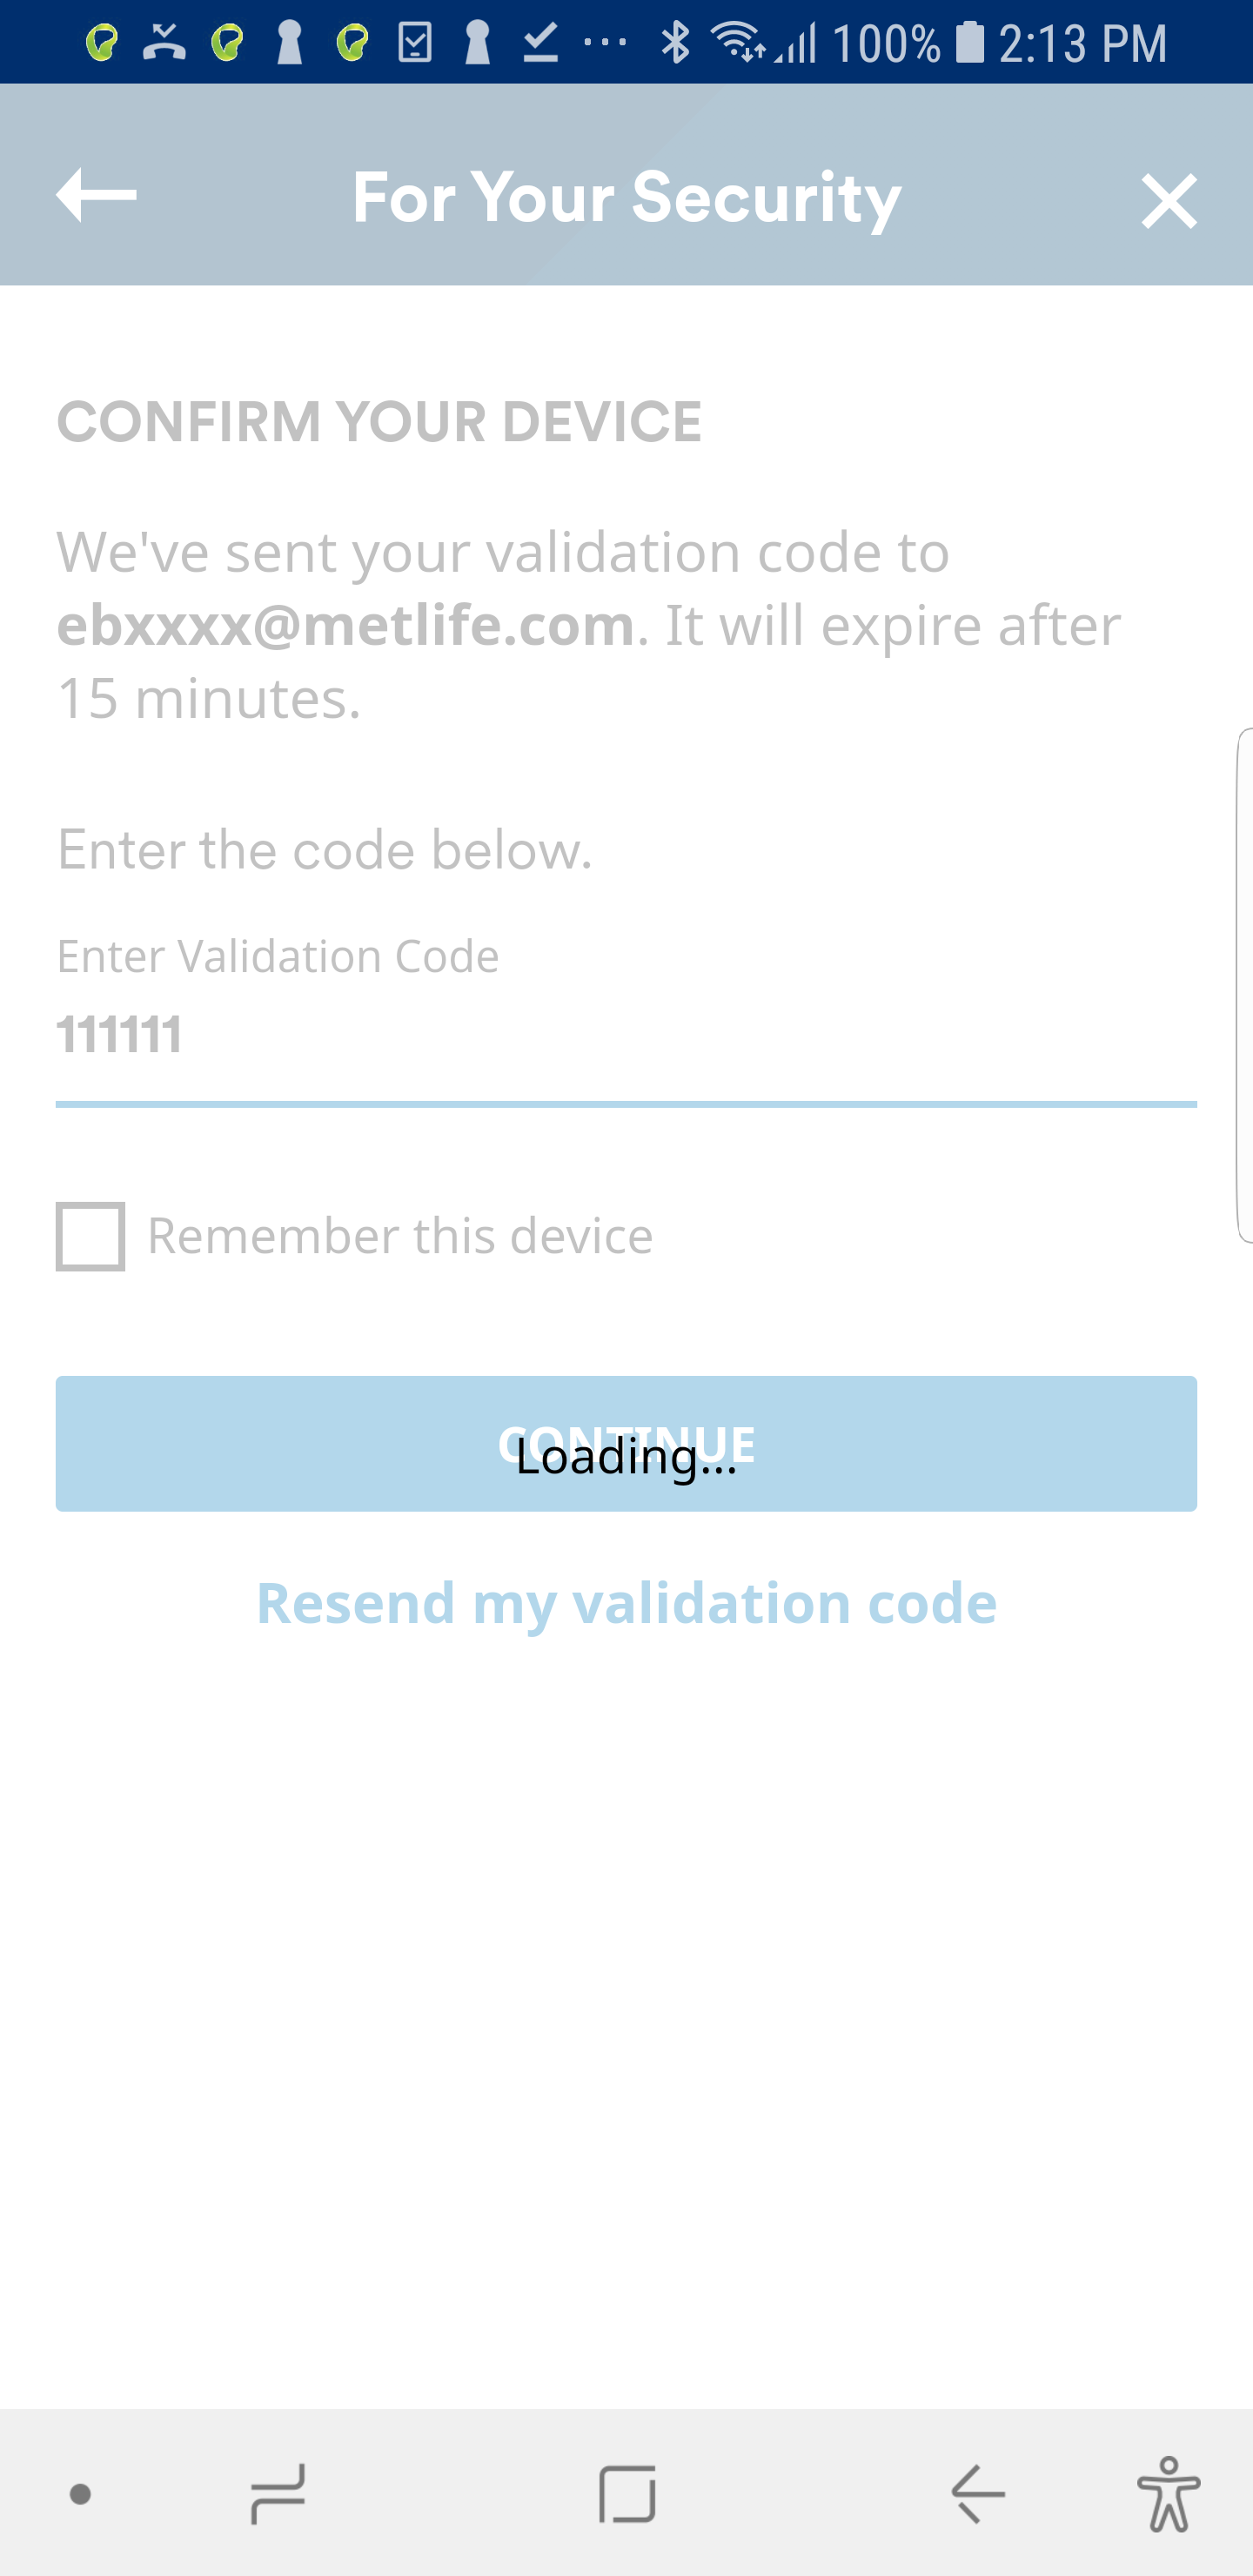 100% 2:13 PM
For Your Security
CONFIRM YOUR DEVICE
We've sent your validation code to
ebxxxx@metlife.com. It will expire after
15 minutes.
Enter the code below.
Enter Validation Code
111111
Remember this device
CONTINUE
Loading...
Resend my validation code